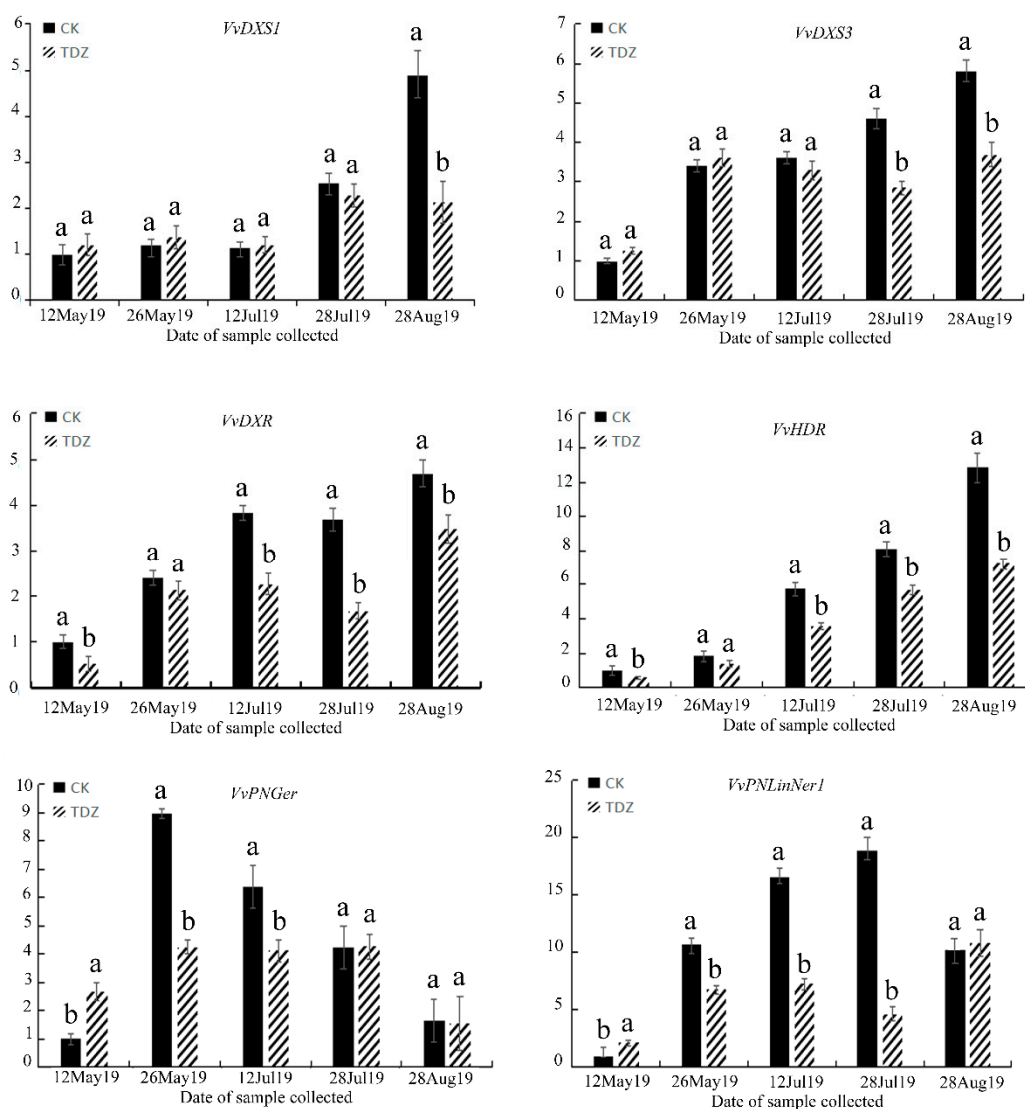 VvDXS1
CK
TDZ
6
5
4
3
2
1
0
a a a a a a a a a b
12May19 26May19 12Jul19 28Jul19 28Aug19
Date of sample collected
VvDXS3
CK
TDZ
7
6
5
4
3
2
1
0
a a a a a a a b a b
12May19 26May19 12Jul19 28Jul19 28Aug19
Date of sample collected
VvDXR
CK
TDZ
6
5
4
3
2
1
0
a b a a a b a b a b
12May19 26May19 12Jul19 28Jul19 28Aug19
Date of sample collected
VvHDR
CK
TDZ
16
14
12
10
8
6
4
2
0
a b a a a b a b a b
12May19 26May19 12Jul19 28Jul19 28Aug19
Date of sample collected
VvPNGer
CK
TDZ
10
9
8
7
6
5
4
3
2
1
0
b a a b a b a a a a
12May19 26May19 12Jul19 28Jul19 28Aug19
Date of sample collected
VvPNLinNer1
CK
TDZ
25
20
15
10
5
0
b a a b a b a b a a
12May19 26May19 12Jul19 28Jul19 28Aug19
Date of sample collected